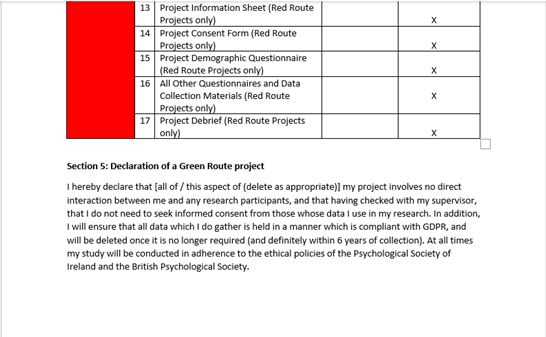 13 Project Information Sheet (Red Route
Projects only) X
14 Project Consent Form (Red Route
Projects only) X
15 Project Demographic Questionnaire
(Red Route Projects only) X
16 All Other Questionnaires and Data
Collection Materials (Red Route X
Projects only)
17 Project Debrief (Red Route Projects
only) X
Section 5: Declaration of a Green Route project
I hereby declare that [all of / this aspect of (delete as appropriate)] my project involves no direct
interaction between me and any research participants, and that having checked with my supervisor,
that I do not need to seek informed consent from those whose data I use in my research. In addition,
I will ensure that all data which I do gather is held in a manner which is compliant with GDPR, and
will be deleted once it is no longer required (and definitely within 6 years of collection). At all times
my study will be conducted in adherence to the ethical policies of the Psychological Society of
Ireland and the British Psychological Society.